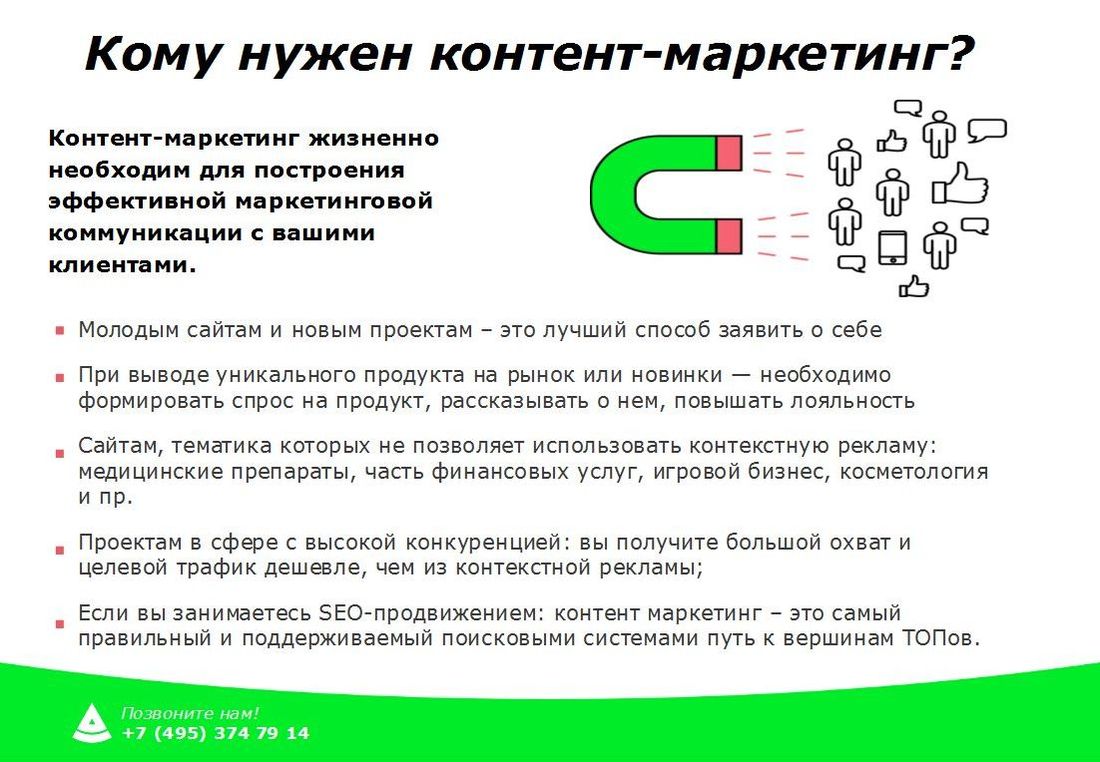 Кому нужен контент-маркетинг?
Контент-маркетинг жизненно
необходим для построения
эффективной маркетинговой
коммуникации с вашими
клиентами.
Молодым сайтам и новым проектам – это лучший способ заявить о себе
При выводе уникального продукта на рынок или новинки — необходимо
формировать спрос на продукт, рассказывать о нем, повышать лояльность
Сайтам, тематика которых не позволяет использовать контекстную рекламу:
медицинские препараты, часть финансовых услуг, игровой бизнес, косметология
и пр.
Проектам в сфере с высокой конкуренцией: вы получите большой охват и
целевой трафик дешевле, чем из контекстной рекламы;
Если вы занимаетесь SEO-продвижением: контент маркетинг – это самый
правильный и поддерживаемый поисковыми системами путь к вершинам ТОПов.
Позвоните нам!
+7 (495) 374 79 14